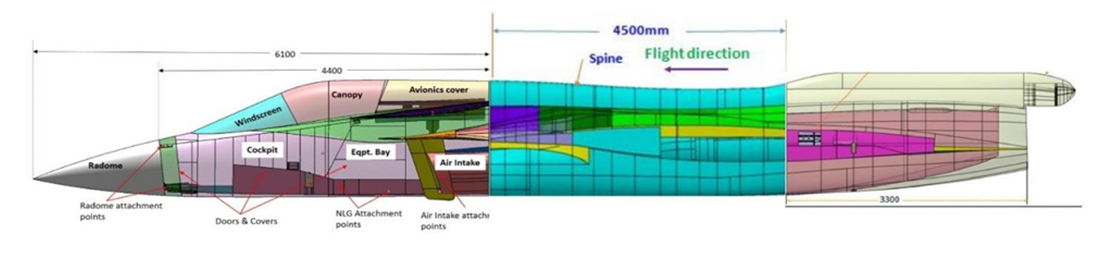 4500mm
6100
Spine
Flight direction
4400
Canopy
Avionics cover
Windscreen
Cockpit
Eqpt. Bay
Radome
Air Intake
Radome attachment
points
Doors & Covers
NLG Attachment
points
Air Intake attachm
points
3300